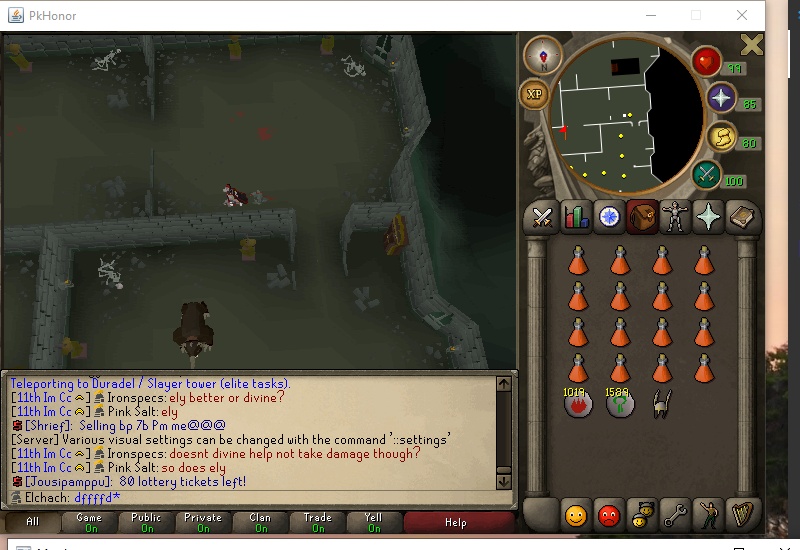 PkHonor
N
XP
99
85
80
100
1019
1589
Teleporting to Duradel / Slayer tower (elite tasks).
[11th Im Cc] Ironspecs: ely better or divine?
[11th Im Cc] Pink Salt: ely
[Shrief]: Selling bp 7b Pm me@@@
[Server] Various visual settings can be changed with the command '::settings'
[11th Im Cc] Ironspecs: doesnt divine help not take damage though?
[11th Im Cc] Pink Salt: so does ely
[Jousipamppu]: 80 lottery tickets left!
Elchach: dffffd*
All Game Public Private Clan Trade Yell Help
On On On On On On